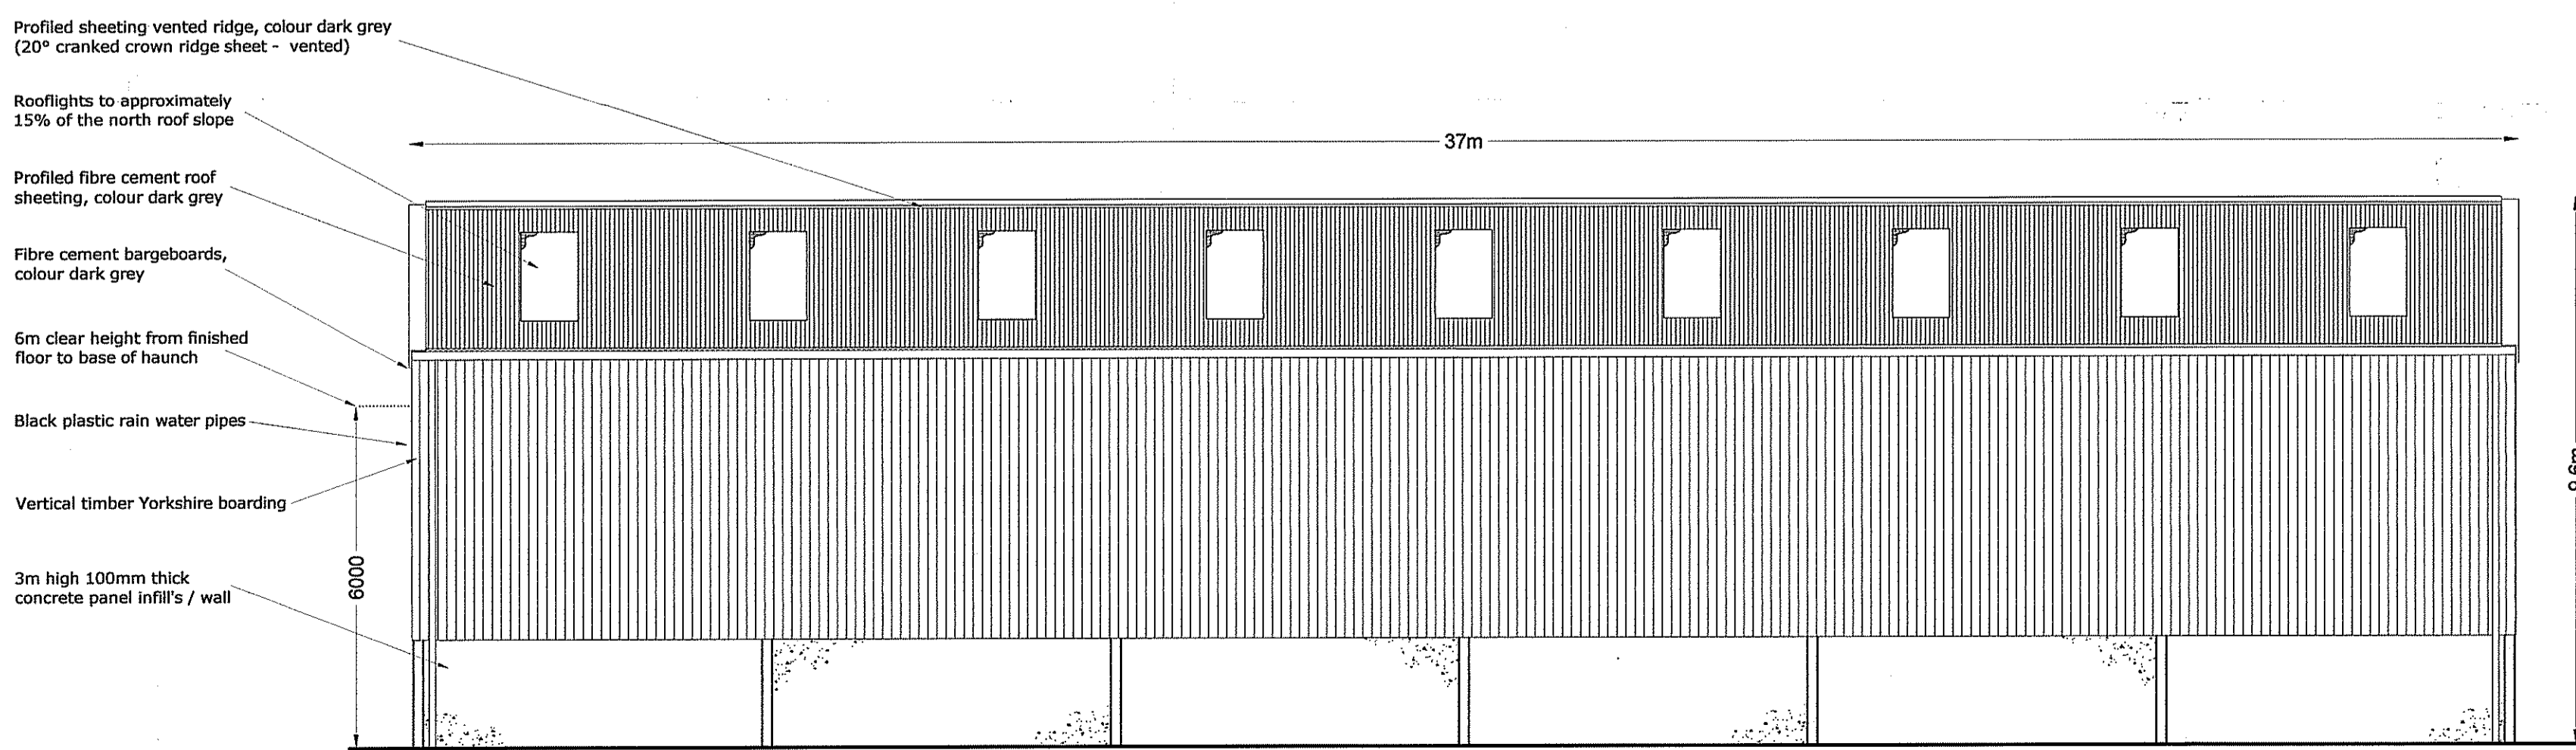 Profiled sheeting vented ridge, colour dark grey
(20° cranked crown ridge sheet - vented)
Rooflights to approximately
15% of the north roof slope
37m
Profiled fibre cement roof
sheeting, colour dark grey
Fibre cement bargeboards,
colour dark grey
6m clear height from finished
floor to base of haunch
Black plastic rain water pipes
Vertical timber Yorkshire boarding
6000
3m high 100mm thick
concrete panel infill's / wall
9.6m